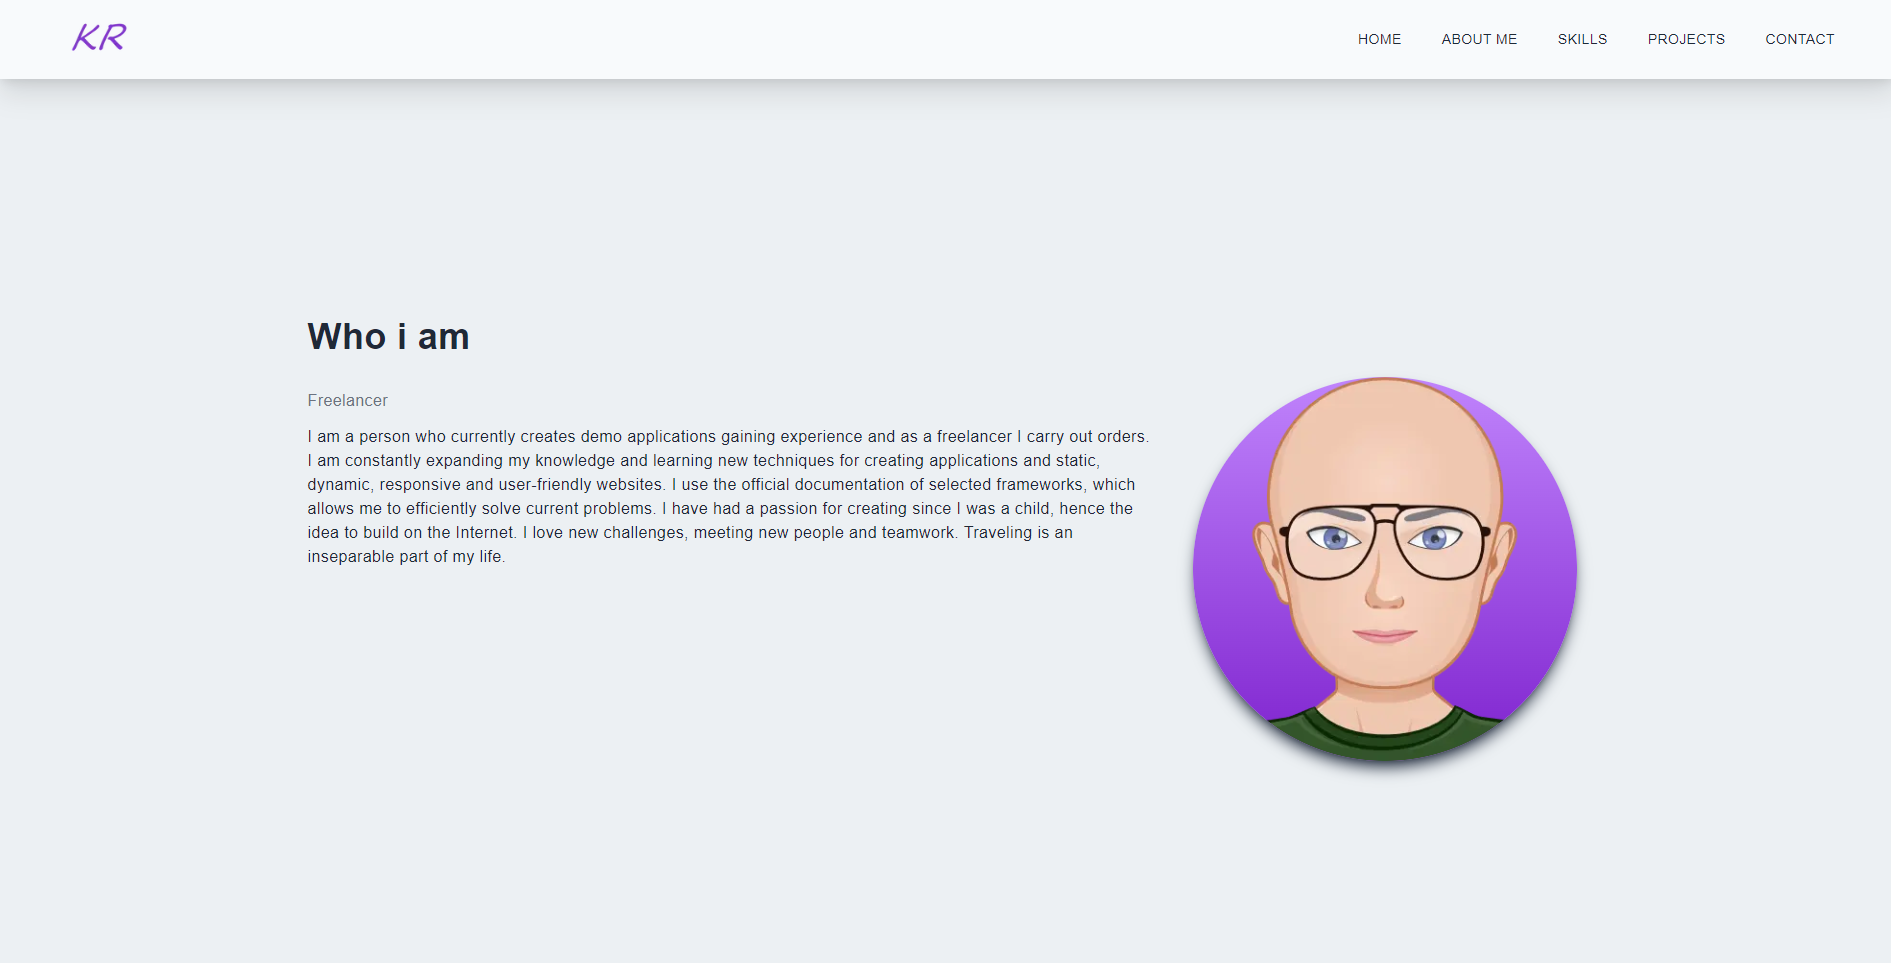 KR
HOME ABOUT ME SKILLS PROJECTS CONTACT
Who i am
Freelancer
I am a person who currently creates demo applications gaining experience and as a freelancer I carry out orders.
I am constantly expanding my knowledge and learning new techniques for creating applications and static,
dynamic, responsive and user-friendly websites. I use the official documentation of selected frameworks, which
allows me to efficiently solve current problems. I have had a passion for creating since I was a child, hence the
idea to build on the Internet. I love new challenges, meeting new people and teamwork. Traveling is an
inseparable part of my life.